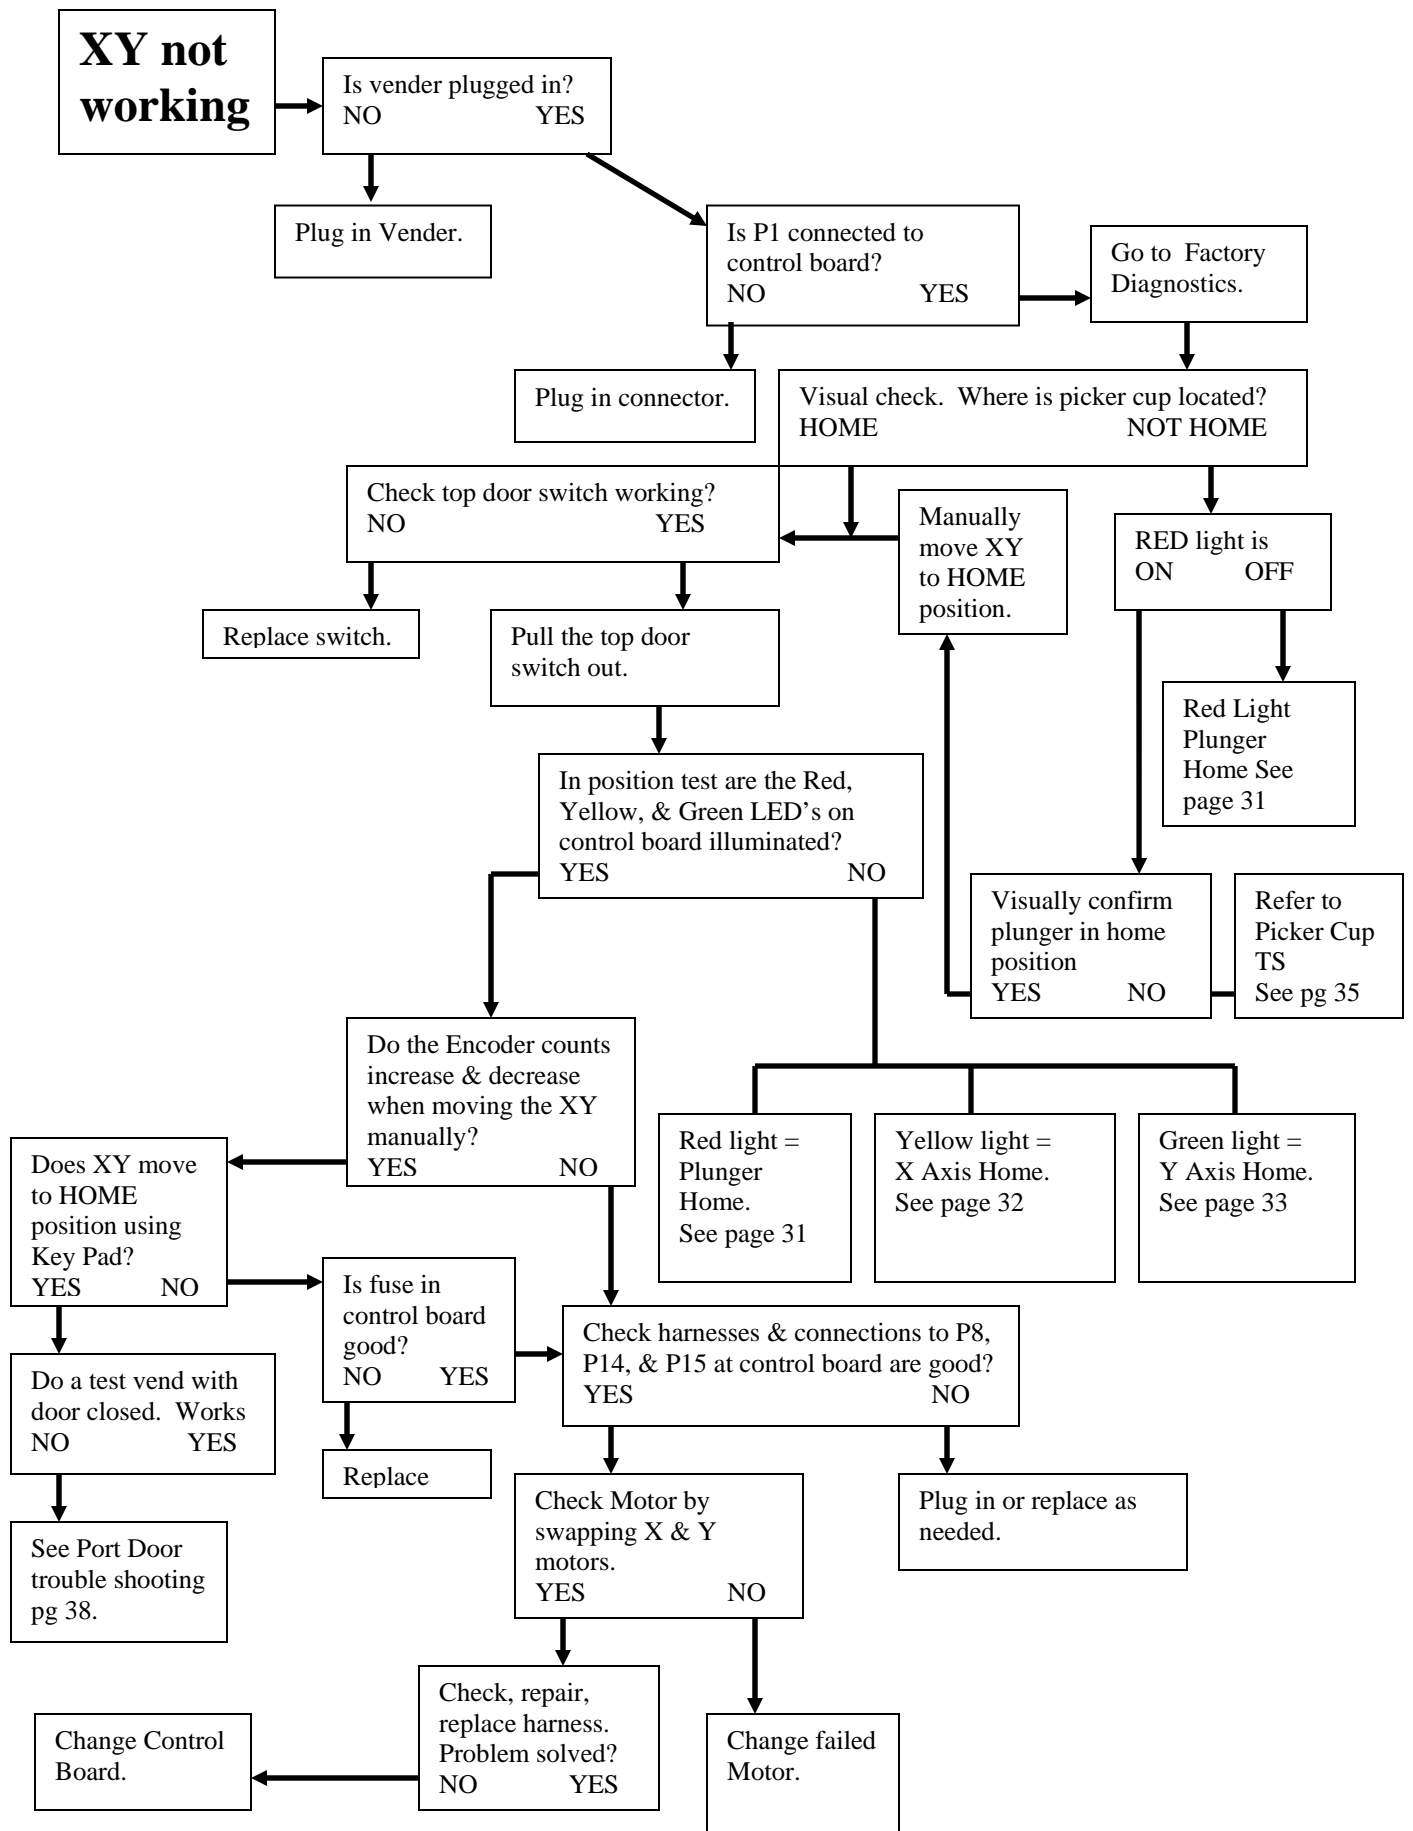 XY not
working
Is vender plugged in?
NO YES
Plug in Vender.
Is P1 connected to
control board?
NO YES
Go to Factory
Diagnostics.
Plug in connector.
Visual check. Where is picker cup located?
HOME NOT HOME
Check top door switch working?
NO YES
Manually
move XY
to HOME
position.
RED light is
ON OFF
Replace switch.
Pull the top door
switch out.
Red Light
Plunger
Home See
page 31
In position test are the Red,
Yellow, & Green LED’s on
control board illuminated?
YES NO
Visually confirm
plunger in home
position
YES NO
Refer to
Picker Cup
TS
See pg 35
Do the Encoder counts
increase & decrease
when moving the XY
manually?
YES NO
Red light =
Plunger
Home.
See page 31
Yellow light =
X Axis Home.
See page 32
Green light =
Y Axis Home.
See page 33
Does XY move
to HOME
position using
Key Pad?
YES NO
Is fuse in
control board
good?
NO YES
Check harnesses & connections to P8,
P14, & P15 at control board are good?
YES NO
Do a test vend with
door closed. Works
NO YES
Replace
Check Motor by
swapping X & Y
motors.
YES NO
Plug in or replace as
needed.
See Port Door
trouble shooting
pg 38.
Check, repair,
replace harness.
Problem solved?
NO YES
Change Control
Board.
Change failed
Motor.